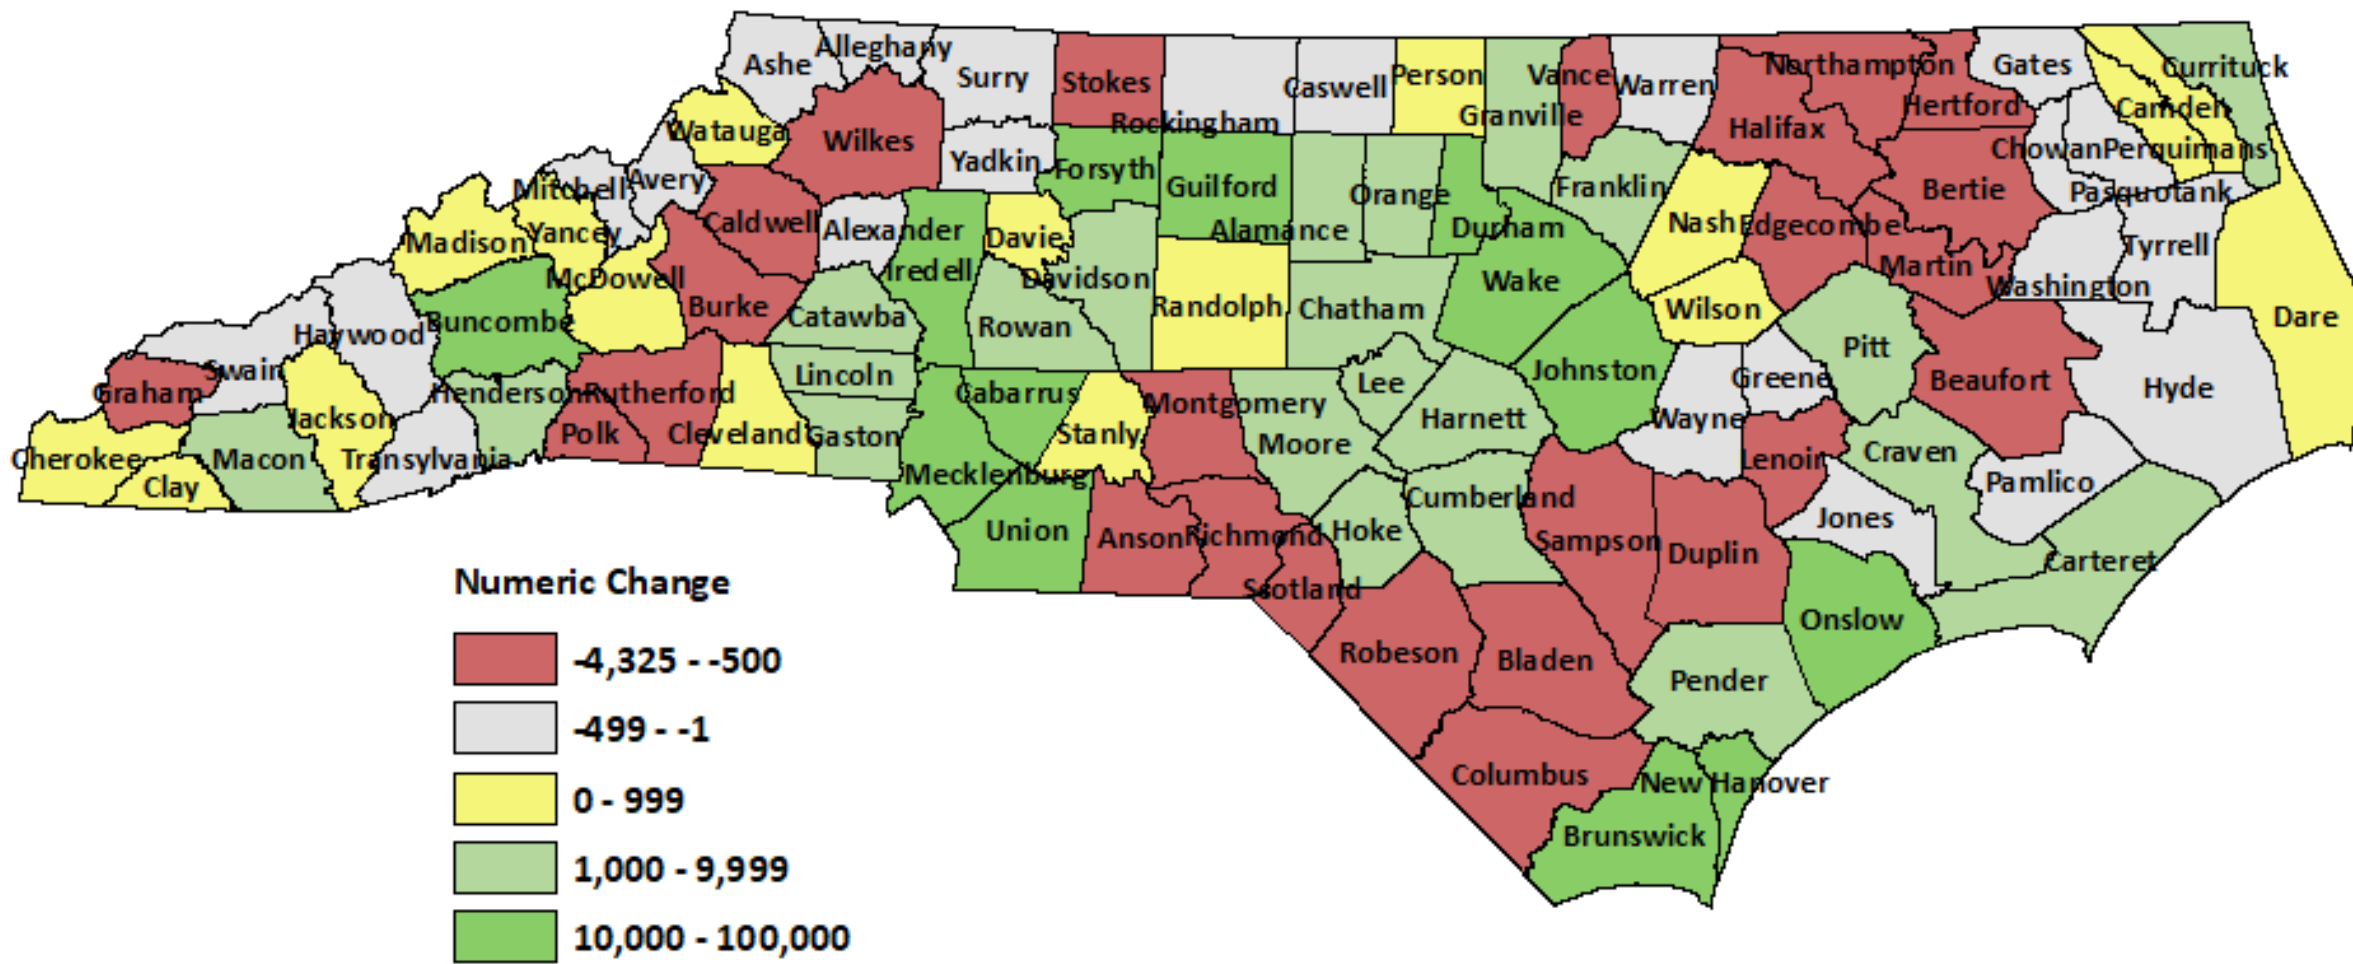 Ashe
Alleghany
Surry
Stokes
Rockingham
Caswell
Person
Granville
Vance
Warren
Northampton
Gates
Currituck
Camden
Hertford
Halifax
Watauga
Wilkes
Yadkin
Forsyth
Guilford
Alamance
Orange
Durham
Franklin
Nash
Edgecombe
Bertie
Chowan
Perquimans
Pasquotank
Mitchell
Avery
Caldwell
Alexander
Iredell
Davie
Davidson
Randolph
Chatham
Wake
Wilson
Martin
Washington
Tyrrell
Dare
Madison
Yancey
McDowell
Burke
Catawba
Rowan
Buncombe
Haywood
Swain
Graham
Henderson
Rutherford
Lincoln
Cabarrus
Montgomery
Lee
Johnston
Greene
Pitt
Beaufort
Hyde
Jackson
Polk
Cleveland
Gaston
Stanly
Moore
Harnett
Wayne
Lenoir
Craven
Pamlico
Cherokee
Clay
Macon
Transylvania
Mecklenburg
Union
Anson
Richmond
Scotland
Hoke
Cumberland
Sampson
Duplin
Jones
Carteret
Onslow
Robeson
Bladen
Pender
Columbus
New Hanover
Brunswick
Numeric Change
-4,325 - -500
-499 - -1
0 - 999
1,000 - 9,999
10,000 - 100,000